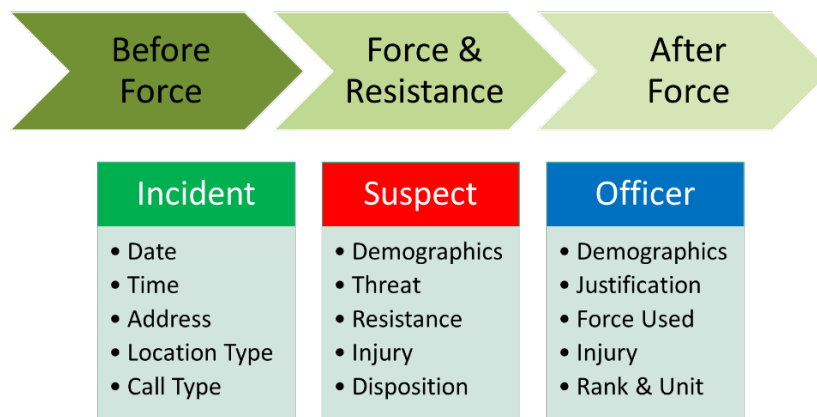 Before
Force
Force &
Resistance
After
Force
Incident
• Date
• Time
• Address
• Location Type
• Call Type
Suspect
• Demographics
• Threat
• Resistance
• Injury
• Disposition
Officer
• Demographics
• Justification
• Force Used
• Injury
• Rank & Unit